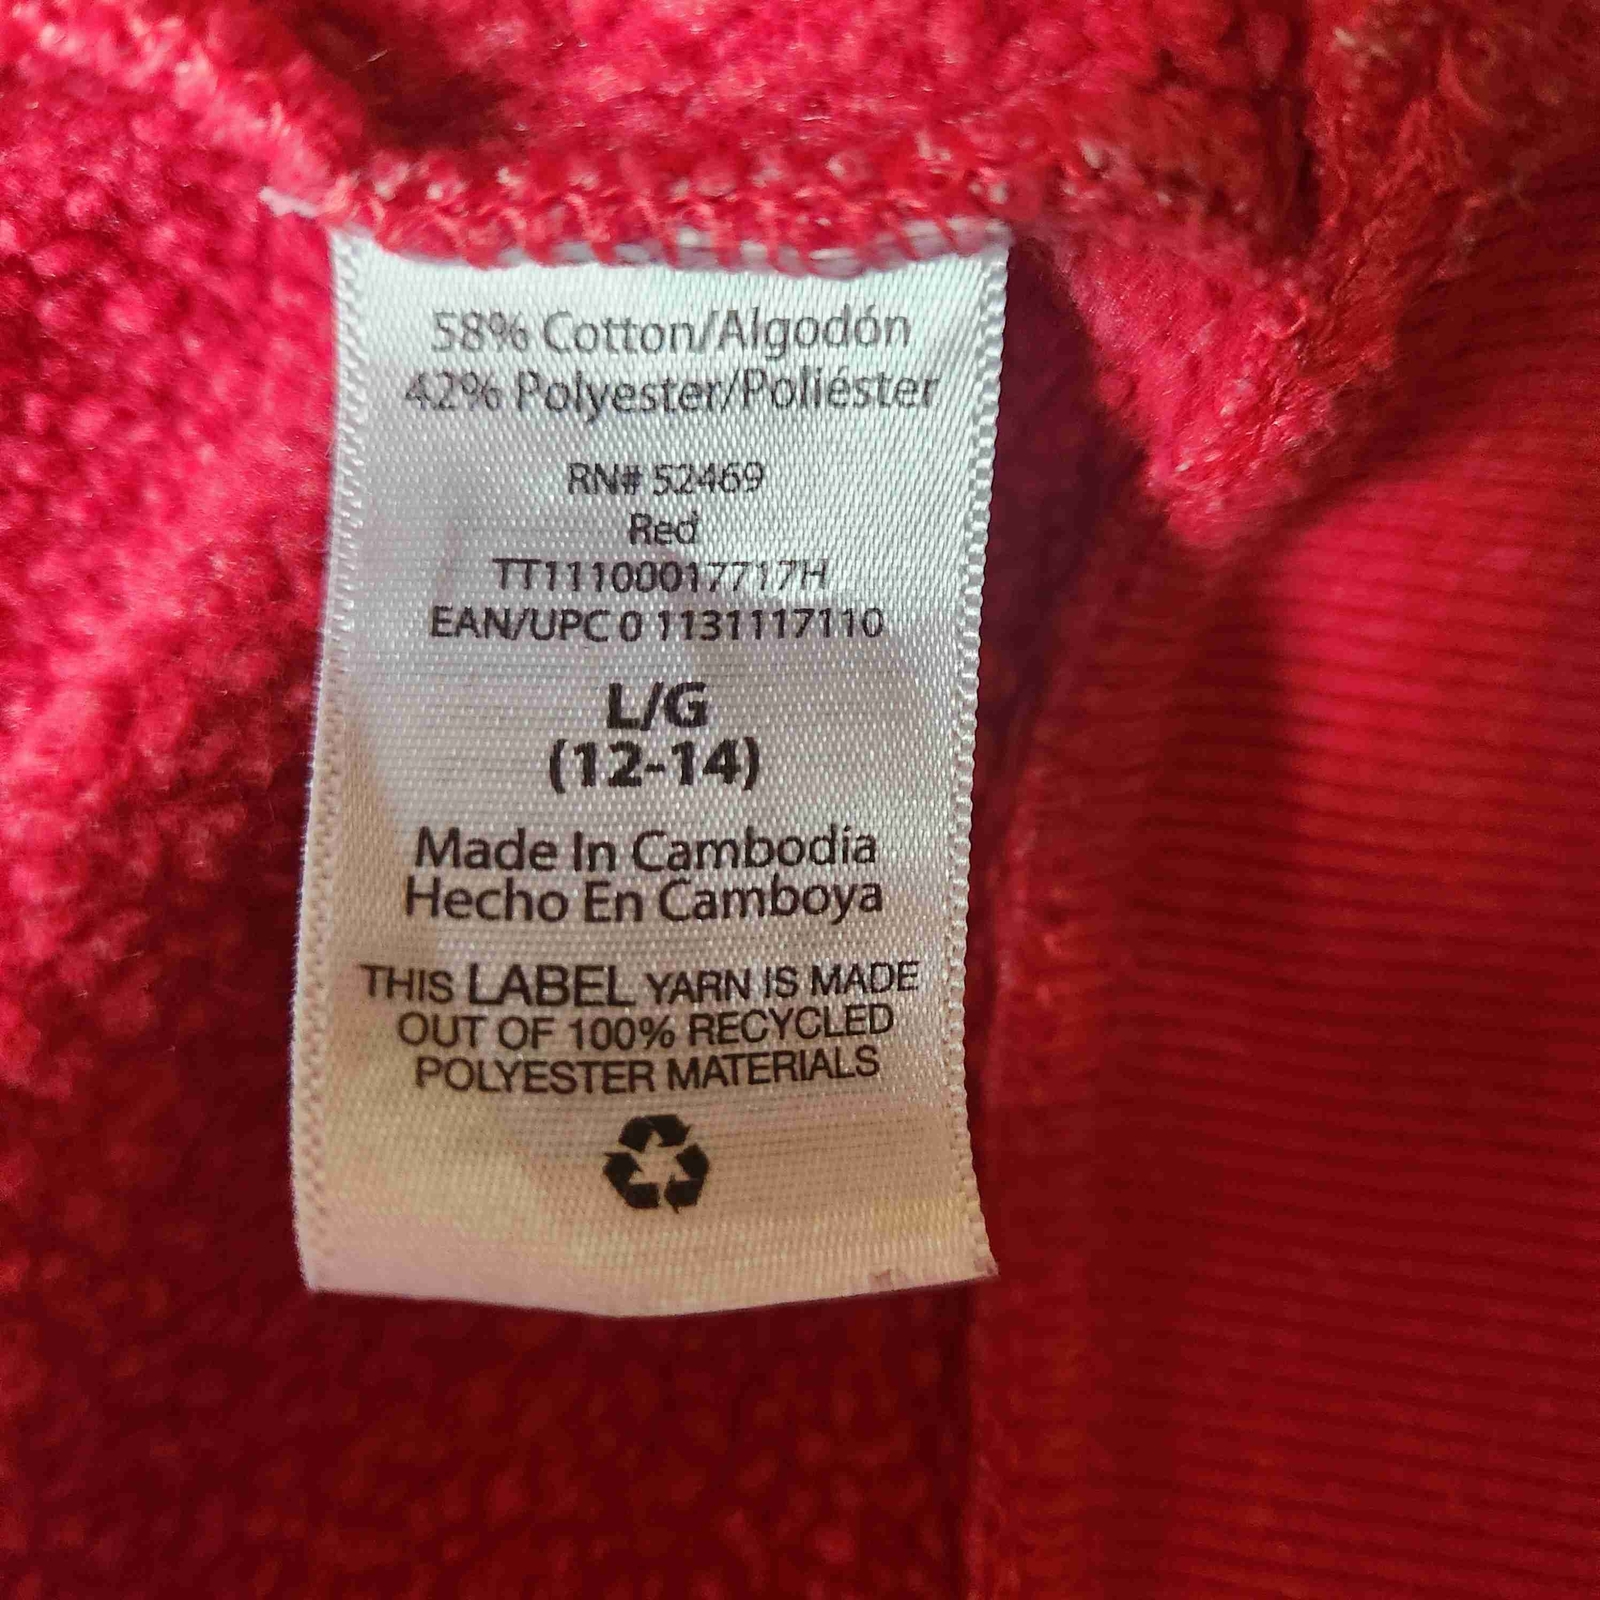 58% Cotton/Algodón
42% Polyester/Poliéster
RN# 52469
Red
TT11100017717H
EAN/UPC 0 1131117110
L/G
(12-14)
Made In Cambodia
Hecho En Camboya
THIS LABEL YARN IS MADE
OUT OF 100% RECYCLED
POLYESTER MATERIALS